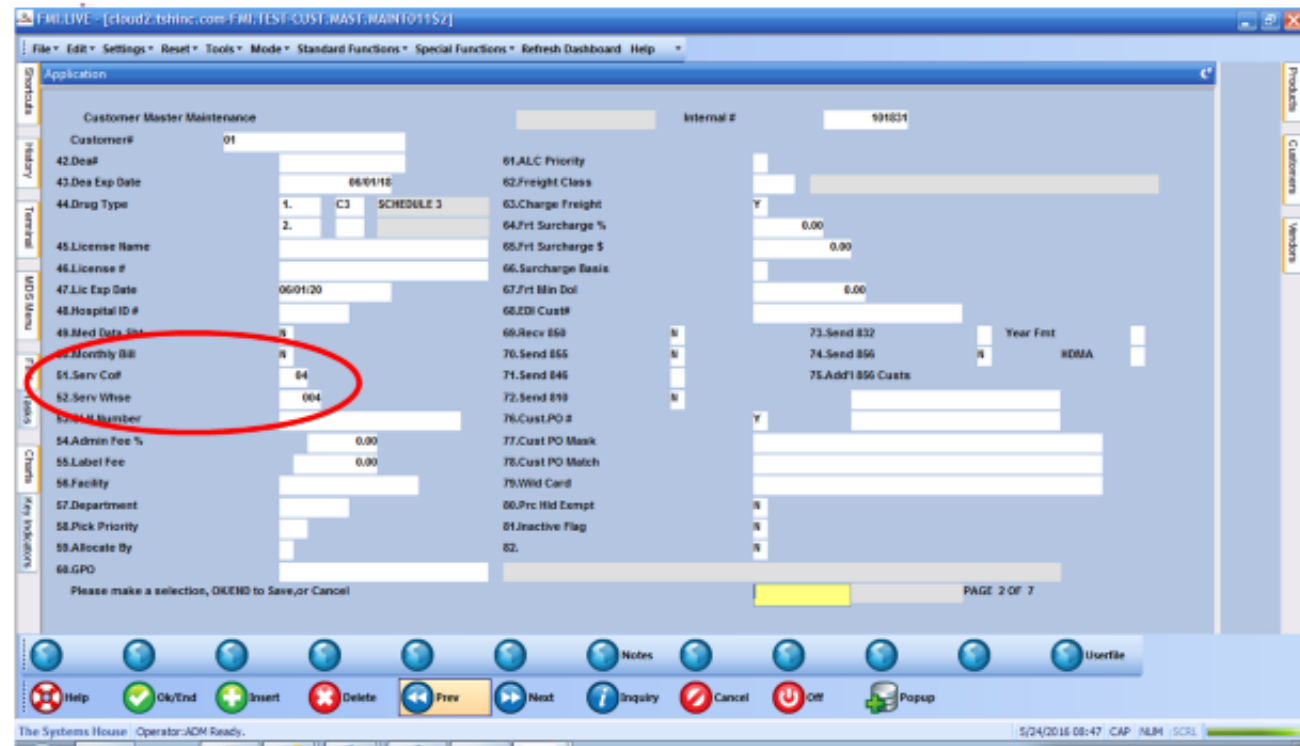 FMI.LIVE - [cloud2.tshinc.com-FMI.TEST-CUST.MAST.MAINT011S2]
File Edit Settings Reset Tools Mode Standard Functions Special Functions Refresh Dashboard Help
Application
Shortcuts
History
Terminal
MDS Menu
Tasks
Charts
Key Indicators
Products
Customers
Vendors
Customer Master Maintenance Internal # 101831
Customer# 01
42.Dea# 61.ALC Priority
43.Dea Exp Date 06/01/18 62.Freight Class
44.Drug Type 1. C3 SCHEDULE 3 63.Charge Freight Y
2. 64.Frt Surcharge % 0.00
45.License Name 65.Frt Surcharge $ 0.00
46.License # 66.Surcharge Basis
47.Lic Exp Date 06/01/20 67.Frt Min Dol 0.00
48.Hospital ID # 68.EDI Cust#
49.Med Data Sht N 69.Recv 850 N 73.Send 832 Year Fmt
Monthly Bill N 70.Send 855 N 74.Send 856 N HDMA
51.Serv Co# 04 71.Send 846 75.Add'l 856 Custs
52.Serv Whse 004 72.Send 810 N
Number 76.Cust.PO # Y
54.Admin Fee % 0.00 77.Cust PO Mask
55.Label Fee 0.00 78.Cust PO Match
56.Facility 79.Wild Card
57.Department 80.Prc Hld Exempt N
58.Pick Priority 81.Inactive Flag N
59.Allocate By 82. N
60.GPO
Please make a selection, OK/END to Save,or Cancel PAGE 2 OF 7
Notes Userfile
Help Ok/End Insert Delete Prev Next Inquiry Cancel Off Popup
The Systems House Operator:ADM Ready. 5/24/2016 08:47 CAP NUM SCRL